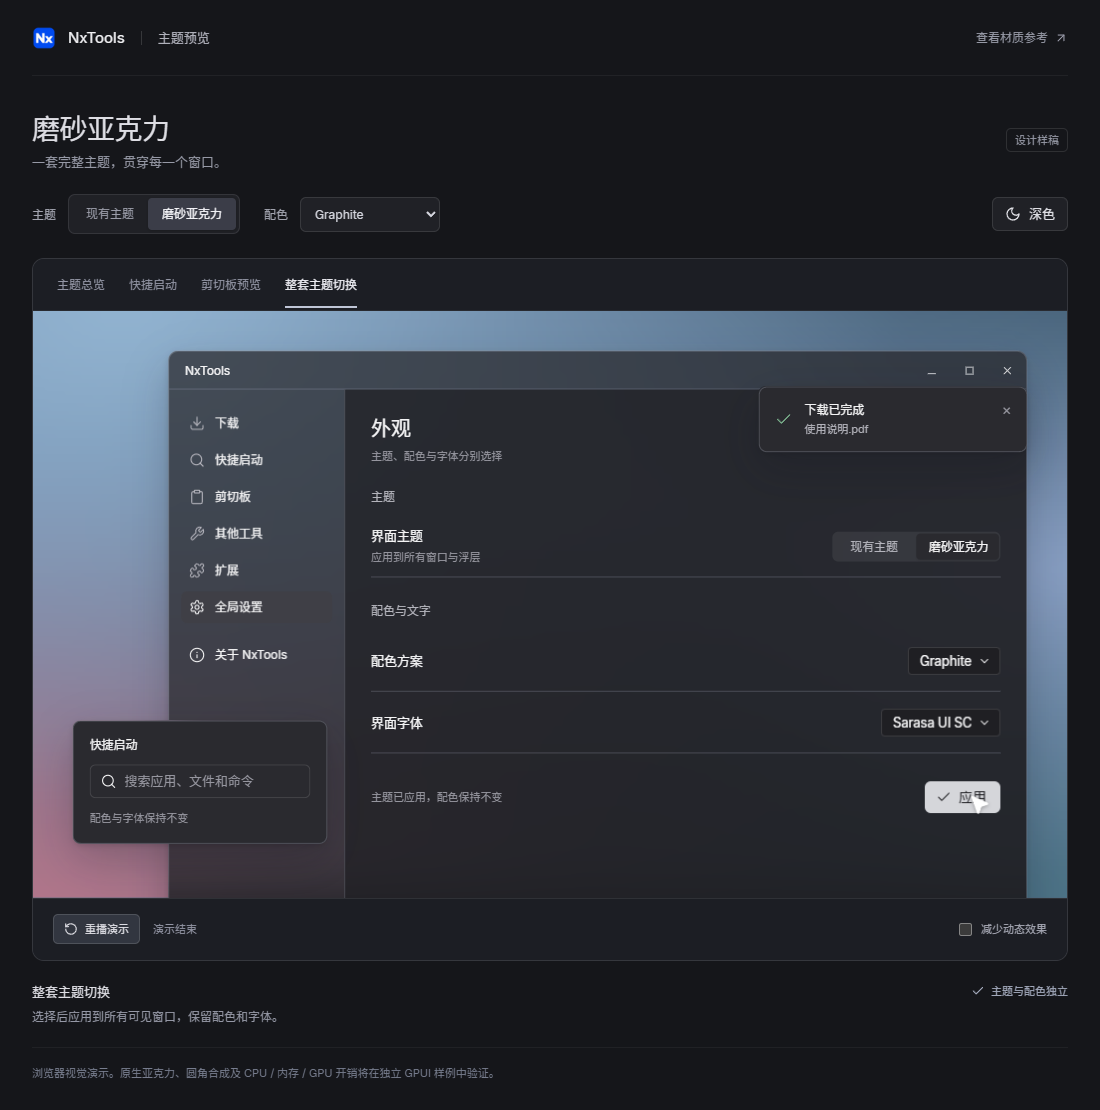 Nx NxTools 主题预览 查看材质参考
磨砂亚克力
一套完整主题，贯穿每一个窗口。
设计样稿
主题 现有主题 磨砂亚克力 配色 Graphite 深色
主题总览 快捷启动 剪切板预览 整套主题切换
NxTools
下载
快捷启动
剪切板
其他工具
扩展
全局设置
关于 NxTools
外观
主题、配色与字体分别选择
下载已完成
使用说明.pdf
主题
界面主题
应用到所有窗口与浮层
现有主题 磨砂亚克力
配色与文字
配色方案 Graphite
界面字体 Sarasa UI SC
主题已应用，配色保持不变 应用
快捷启动
搜索应用、文件和命令
配色与字体保持不变
重播演示 演示结束 减少动态效果
整套主题切换 主题与配色独立
选择后应用到所有可见窗口，保留配色和字体。
浏览器视觉演示。原生亚克力、圆角合成及 CPU / 内存 / GPU 开销将在独立 GPUI 样例中验证。